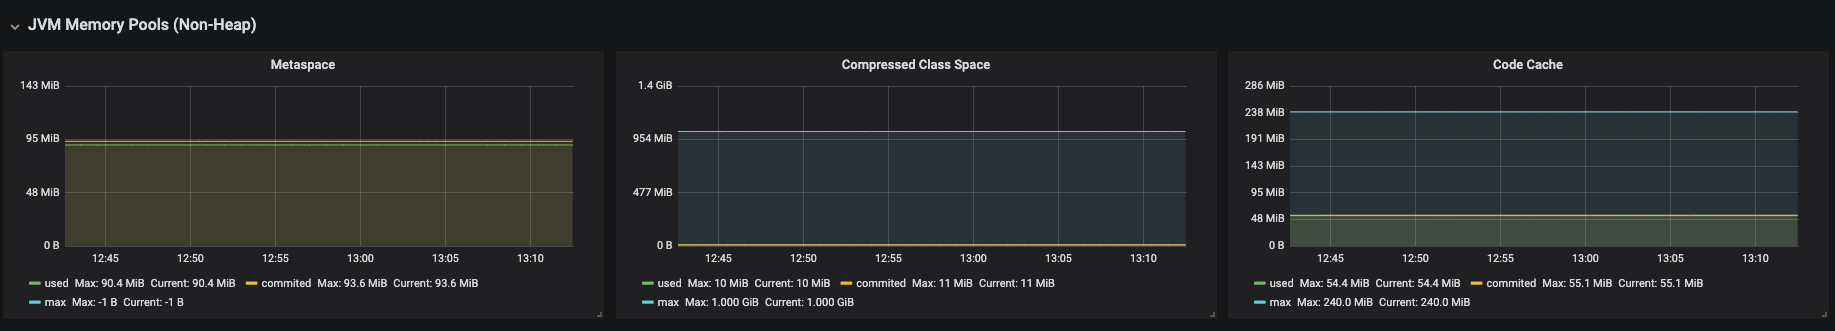 JVM Memory Pools (Non-Heap)
Metaspace
143 MiB
95 MiB
48 MiB
0 B
12:45 12:50 12:55 13:00 13:05 13:10
used Max: 90.4 MiB Current: 90.4 MiB commited Max: 93.6 MiB Current: 93.6 MiB
max Max: -1 B Current: -1 B
Compressed Class Space
1.4 GiB
954 MiB
477 MiB
0 B
12:45 12:50 12:55 13:00 13:05 13:10
used Max: 10 MiB Current: 10 MiB commited Max: 11 MiB Current: 11 MiB
max Max: 1.000 GiB Current: 1.000 GiB
Code Cache
286 MiB
238 MiB
191 MiB
143 MiB
95 MiB
48 MiB
0 B
12:45 12:50 12:55 13:00 13:05 13:10
used Max: 54.4 MiB Current: 54.4 MiB commited Max: 55.1 MiB Current: 55.1 MiB
max Max: 240.0 MiB Current: 240.0 MiB